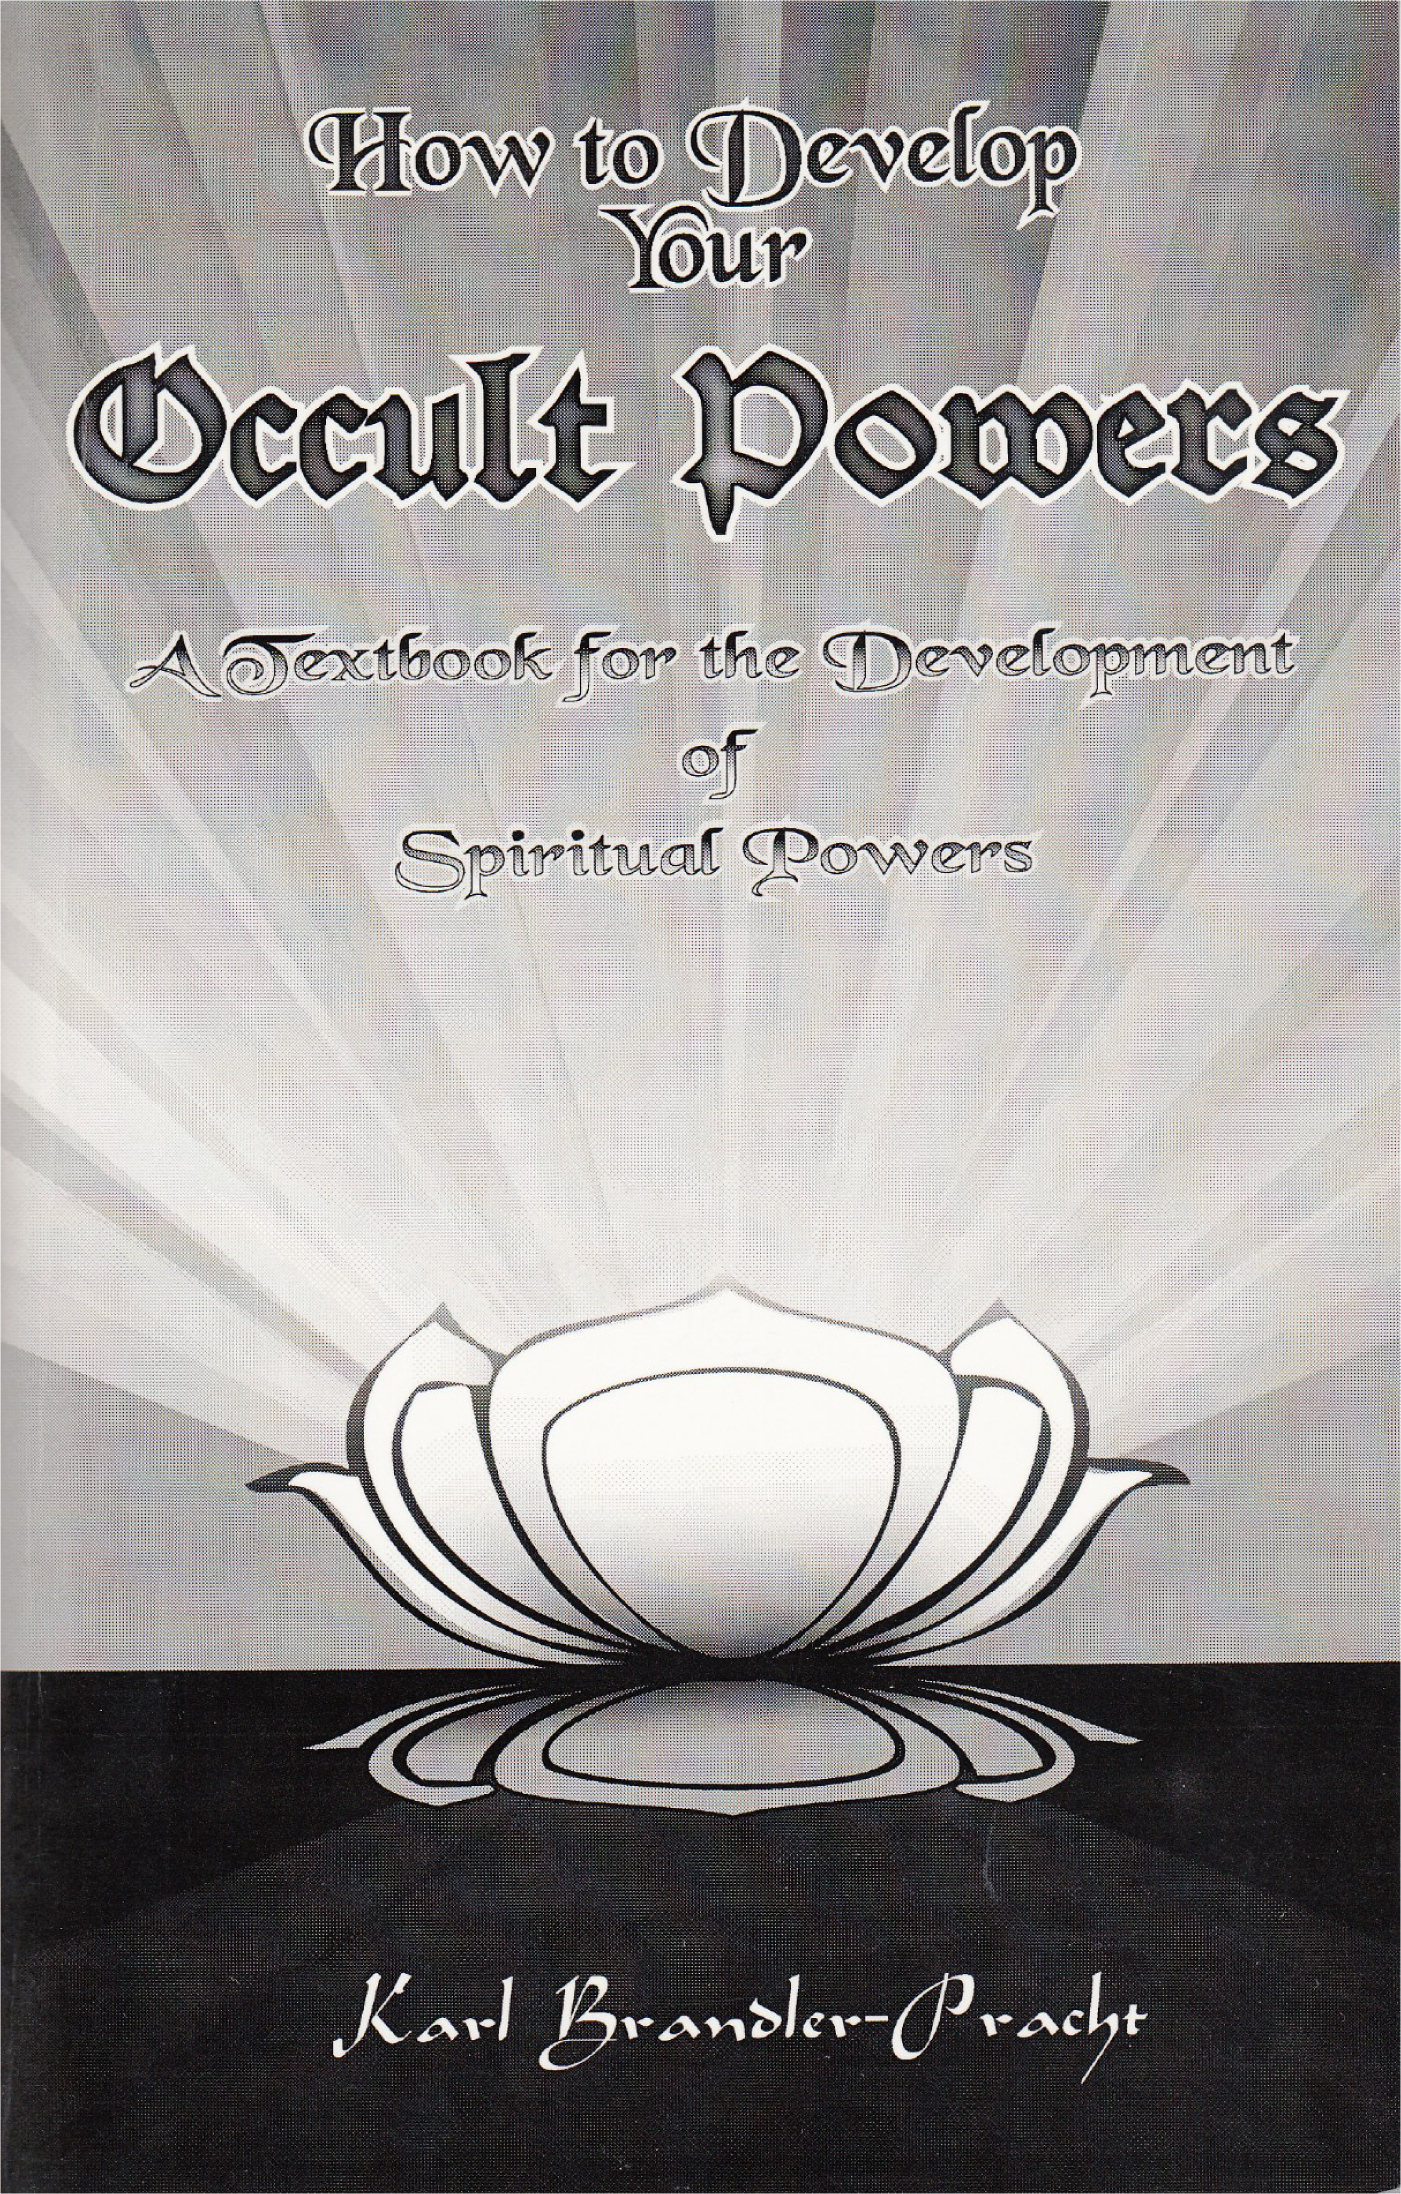 How to Develop
Your
Occult Powers
A Textbook for the Development
of
Spiritual Powers
Karl Brandler-Pracht